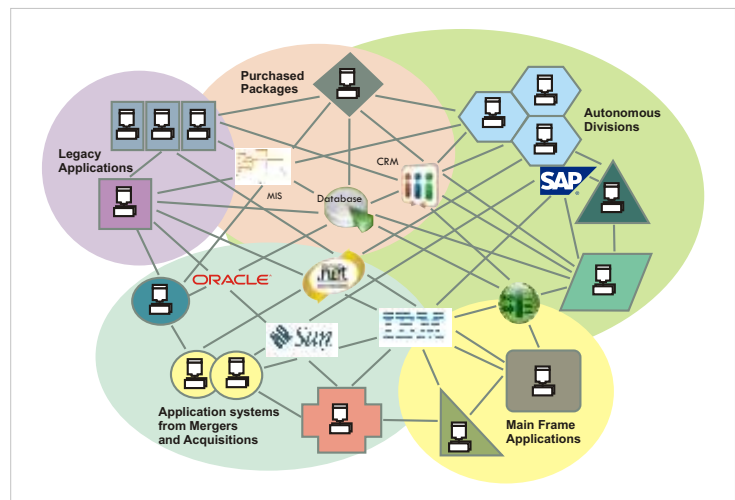 Purchased
Packages
Autonomous
Divisions
Legacy
Applications
CRM
SAP
MIS
Database
ORACLE
.net
Sun
IBM
Application systems
from Mergers
and Acquisitions
Main Frame
Applications